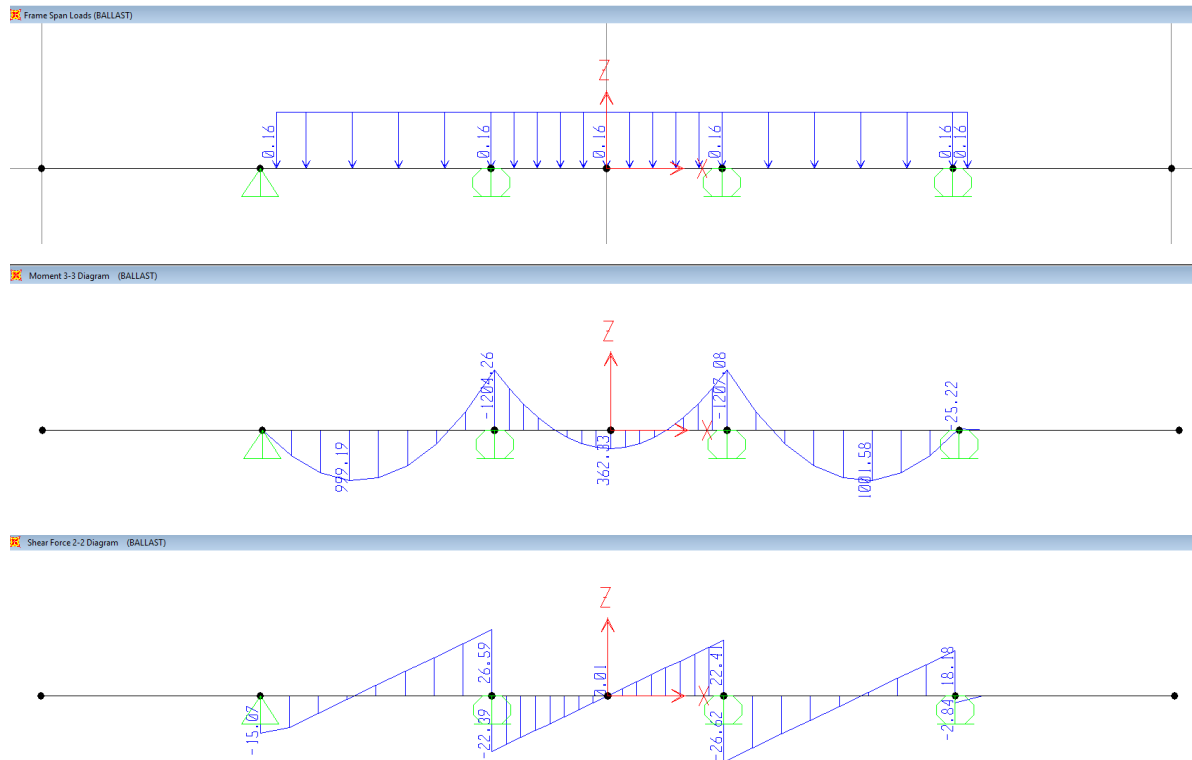 Frame Span Loads (BALLAST)
Z
0.16 0.16 0.16 0.16 0.16 0.16
X
Moment 3-3 Diagram (BALLAST)
Z
-1204.26 -1207.08 -25.22
X
999.19 362.33 1001.58
Shear Force 2-2 Diagram (BALLAST)
Z
26.59 0.01 22.41 18.18
X
-15.07 -22.39 -26.62 -2.84